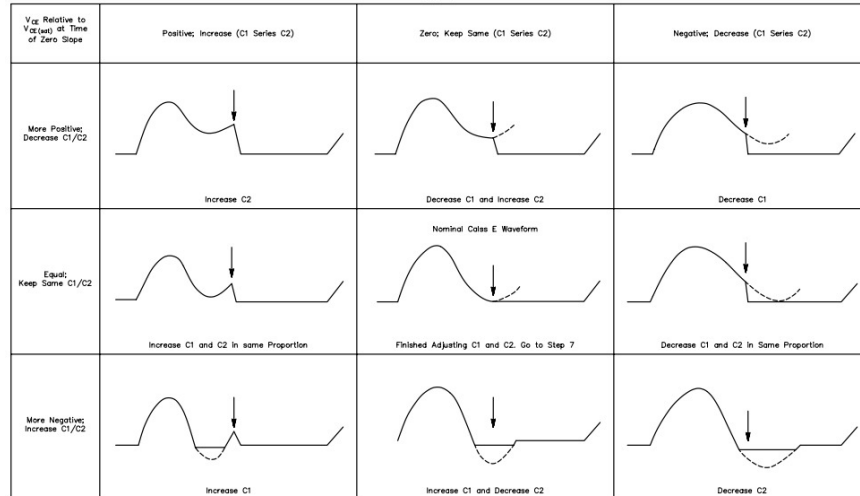 V CE Relative to
V CE(sat) at Time
of Zero Slope
Positive; Increase (C1 Series C2)
Zero; Keep Same (C1 Series C2)
Negative; Decrease (C1 Series C2)
More Positive;
Decrease C1/C2
Increase C2
Decrease C1 and Increase C2
Decrease C1
Equal;
Keep Same C1/C2
Nominal Calss E Waveform
Increase C1 and C2 in same Proportion
Finished Adjusting C1 and C2. Go to Step 7
Decrease C1 and C2 in Same Proportion
More Negative;
Increase C1/C2
Increase C1
Increase C1 and Decrease C2
Decrease C2